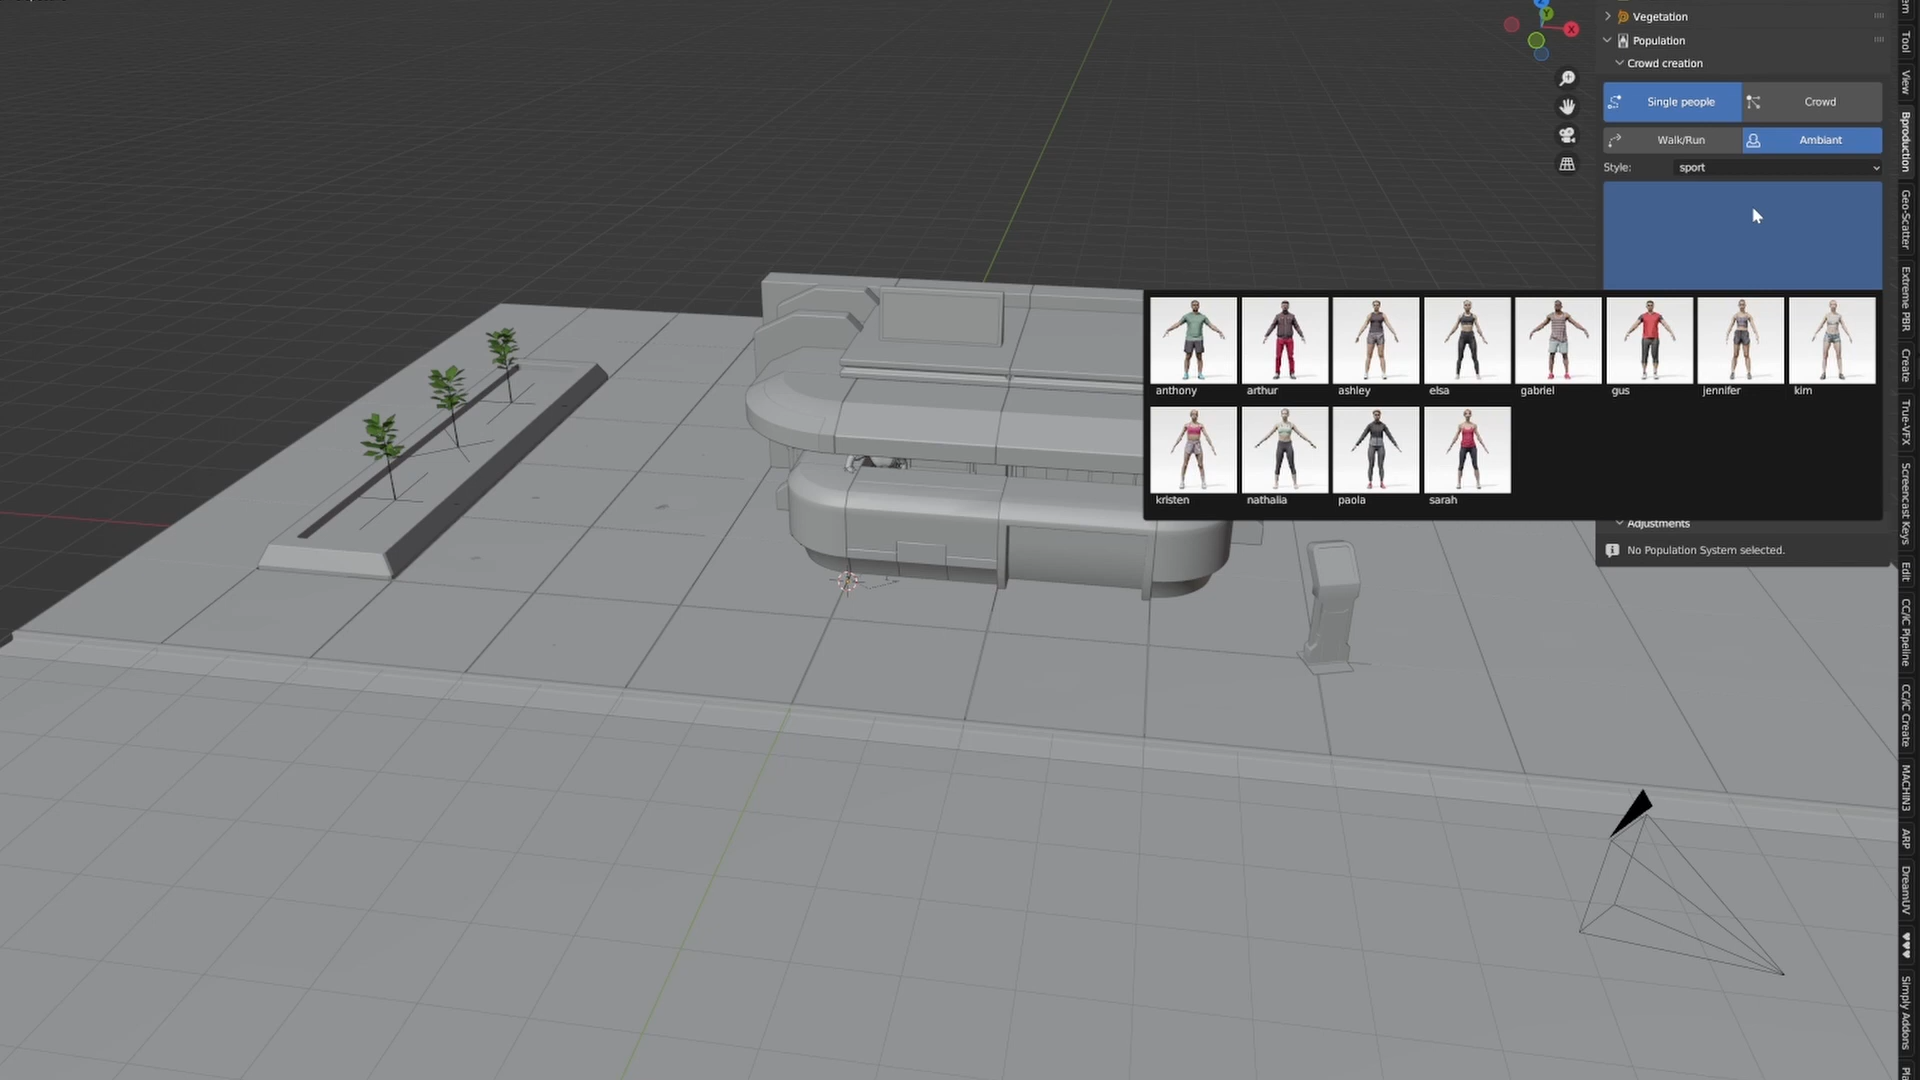 Vegetation
Population
Crowd creation
Single people
Crowd
Walk/Run
Ambiant
Style:
sport
anthony
arthur
ashley
elsa
gabriel
gus
jennifer
kim
kristen
nathalia
paola
sarah
Adjustments
No Population System selected.
X
Y
Tool
View
Bproduction
Geo-Scatter
Extreme PBR
Create
True-VFX
Screencast Keys
Edit
CC/iC Pipeline
CC/iC Create
MACHIN3
ARP
DreamUV
♥♥♥
Simply Addons